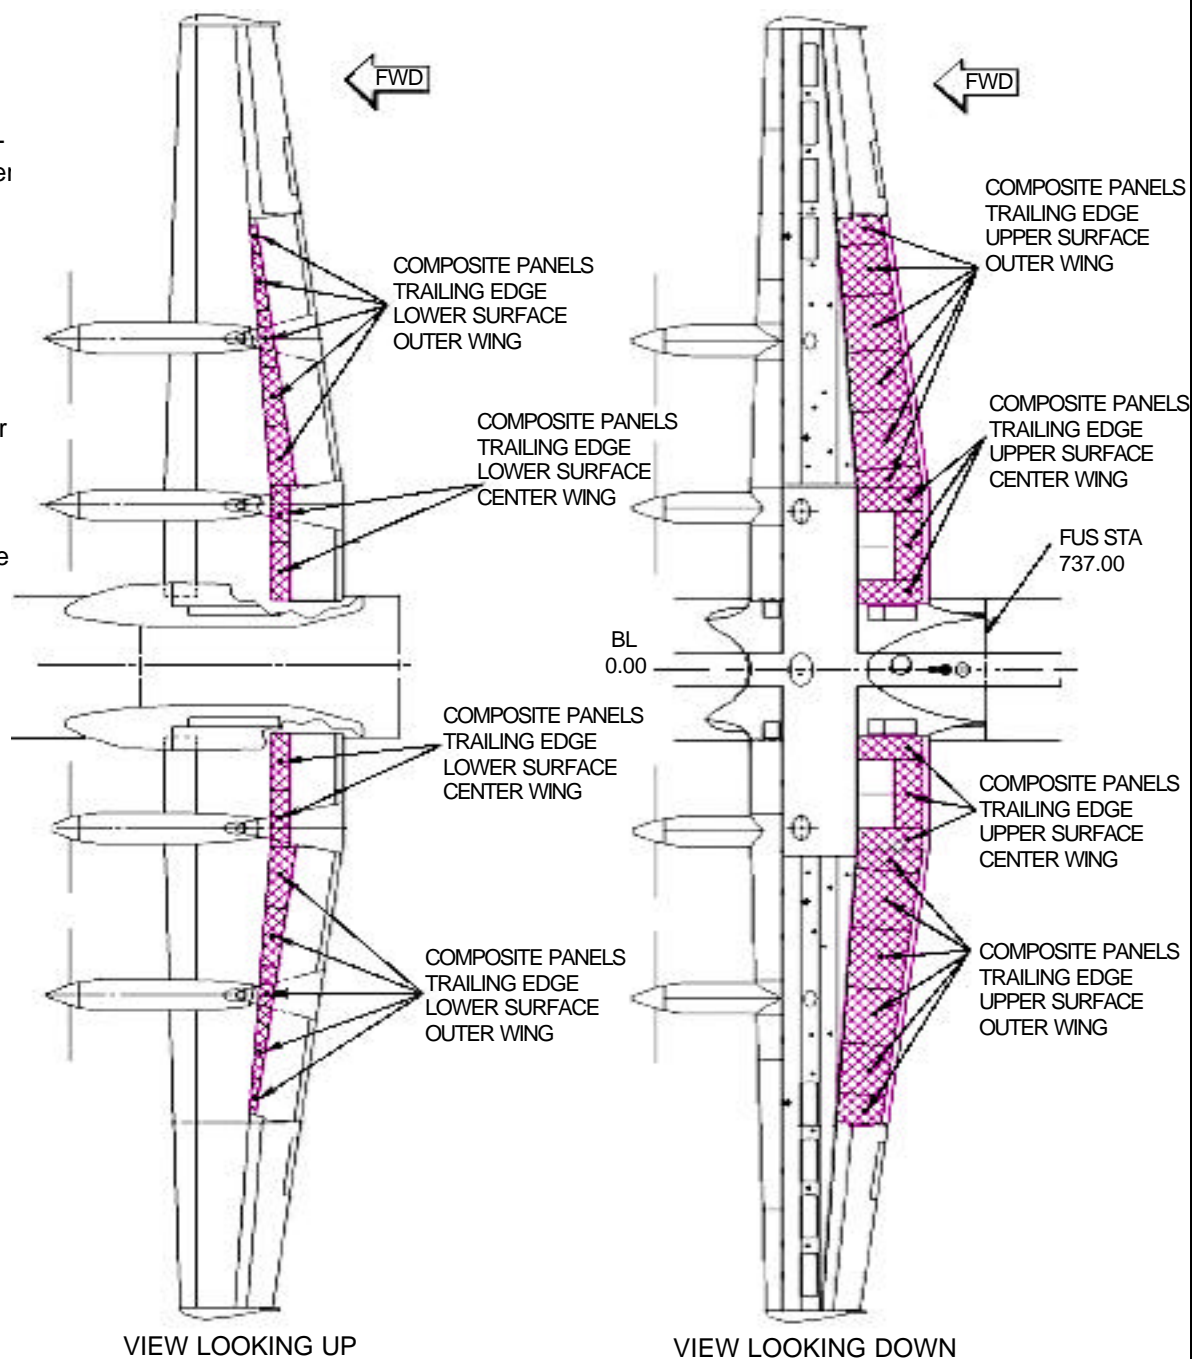 FWD
FWD
er
COMPOSITE PANELS
TRAILING EDGE
UPPER SURFACE
OUTER WING
COMPOSITE PANELS
TRAILING EDGE
LOWER SURFACE
OUTER WING
COMPOSITE PANELS
TRAILING EDGE
UPPER SURFACE
CENTER WING
COMPOSITE PANELS
TRAILING EDGE
LOWER SURFACE
CENTER WING
r
FUS STA
737.00
e
BL
0.00
COMPOSITE PANELS
TRAILING EDGE
LOWER SURFACE
CENTER WING
COMPOSITE PANELS
TRAILING EDGE
UPPER SURFACE
CENTER WING
COMPOSITE PANELS
TRAILING EDGE
LOWER SURFACE
OUTER WING
COMPOSITE PANELS
TRAILING EDGE
UPPER SURFACE
OUTER WING
VIEW LOOKING UP
VIEW LOOKING DOWN